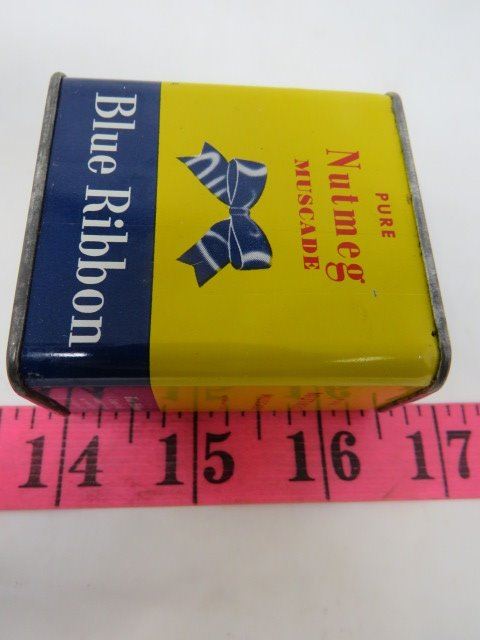 PURE
Nutmeg
MUSCADE
Blue Ribbon
14 15 16 17